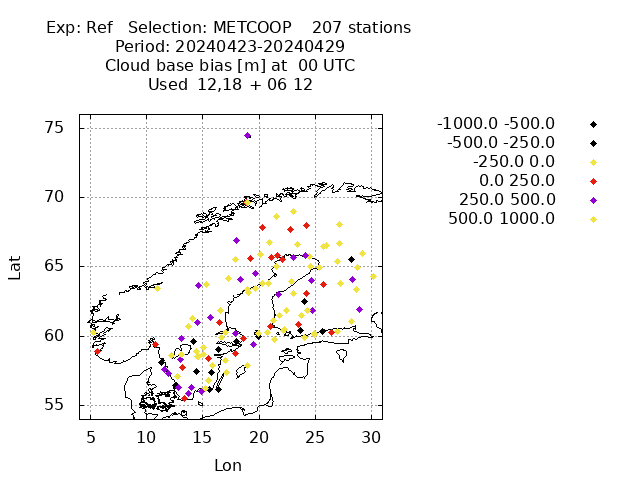 Exp: Ref Selection: METCOOP 207 stations
Period: 20240423-20240429
Cloud base bias [m] at 00 UTC
Used 12,18 + 06 12
-1000.0 -500.0
-500.0 -250.0
-250.0 0.0
0.0 250.0
250.0 500.0
500.0 1000.0
75
70
65
60
55
Lat
5 10 15 20 25 30
Lon